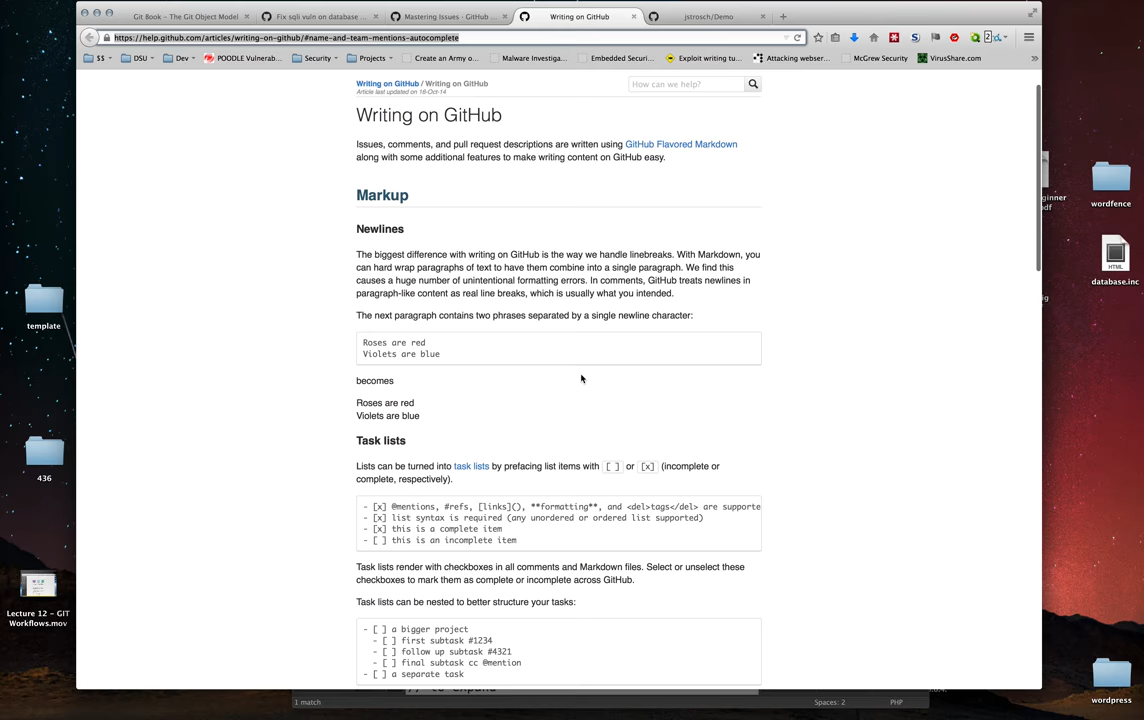 Git Book - The Git Object Model
Fix sqli vuln on database ...
Mastering Issues · GitHub ...
Writing on GitHub
jstrosch/Demo
https://help.github.com/articles/writing-on-github/#name-and-team-mentions-autocomplete
2
$$
DSU
Dev
POODLE Vulnerab...
Security
Projects
Create an Army o...
Malware Investiga...
Embedded Securi...
Exploit writing tu...
Attacking webser...
McGrew Security
VirusShare.com
Writing on GitHub / Writing on GitHub
How can we help?
Article last updated on 16-Oct-14
Writing on GitHub
Issues, comments, and pull request descriptions are written using GitHub Flavored Markdown
along with some additional features to make writing content on GitHub easy.
Markup
Newlines
The biggest difference with writing on GitHub is the way we handle linebreaks. With Markdown, you
can hard wrap paragraphs of text to have them combine into a single paragraph. We find this
causes a huge number of unintentional formatting errors. In comments, GitHub treats newlines in
paragraph-like content as real line breaks, which is usually what you intended.
The next paragraph contains two phrases separated by a single newline character:
Roses are red
Violets are blue
becomes
Roses are red
Violets are blue
Task lists
Lists can be turned into task lists by prefacing list items with [ ] or [x] (incomplete or
complete, respectively).
- [x] @mentions, #refs, [links](), **formatting**, and <del>tags</del> are supporte
- [x] list syntax is required (any unordered or ordered list supported)
- [x] this is a complete item
- [ ] this is an incomplete item
Task lists render with checkboxes in all comments and Markdown files. Select or unselect these
checkboxes to mark them as complete or incomplete across GitHub.
Task lists can be nested to better structure your tasks:
- [ ] a bigger project
- [ ] first subtask #1234
- [ ] follow up subtask #4321
- [ ] final subtask cc @mention
- [ ] a separate task
1 match
Spaces: 2
PHP
template
436
Lecture 12 - GIT
Workflows.mov
wordfence
HTML
database.inc
wordpress